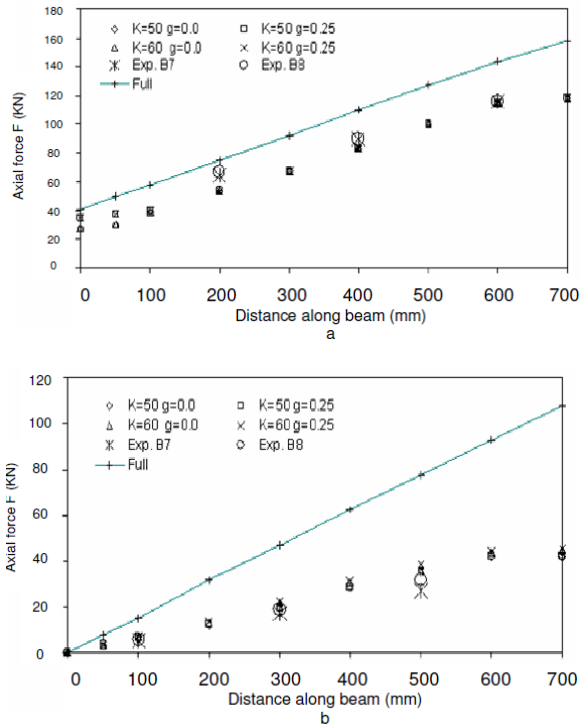 180
160
140
120
100
80
60
40
20
0
Axial force F (KN)
K=50 g=0.0
K=50 g=0.25
K=60 g=0.0
K=60 g=0.25
Exp. B7
Exp. B8
Full
0 100 200 300 400 500 600 700
Distance along beam (mm)
a
120
100
80
60
40
20
0
Axial force F (KN)
K=50 g=0.0
K=50 g=0.25
K=60 g=0.0
K=60 g=0.25
Exp. B7
Exp. B8
Full
0 100 200 300 400 500 600 700
Distance along beam (mm)
b